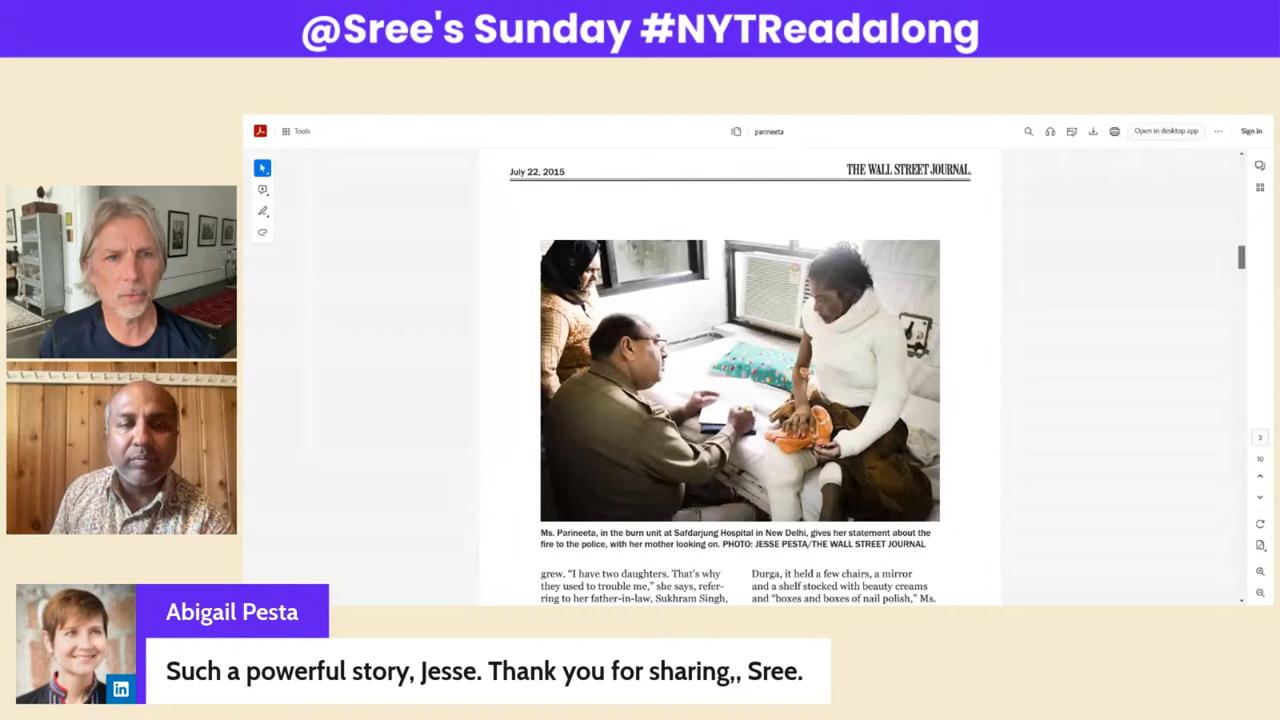 @Sree's Sunday #NYTReadalong
Tools
parineeta
Open in desktop app
Sign in
July 22, 2015
THE WALL STREET JOURNAL.
Ms. Parineeta, in the burn unit at Safdarjung Hospital in New Delhi, gives her statement about the
fire to the police, with her mother looking on. PHOTO: JESSE PESTA/THE WALL STREET JOURNAL
grew. “I have two daughters. That’s why
they used to trouble me,” she says, refer-
ring to her father-in-law, Sukhram Singh,
Durga, it held a few chairs, a mirror
and a shelf stocked with beauty creams
and “boxes and boxes of nail polish,” Ms.
3
10
Abigail Pesta
in
Such a powerful story, Jesse. Thank you for sharing,, Sree.